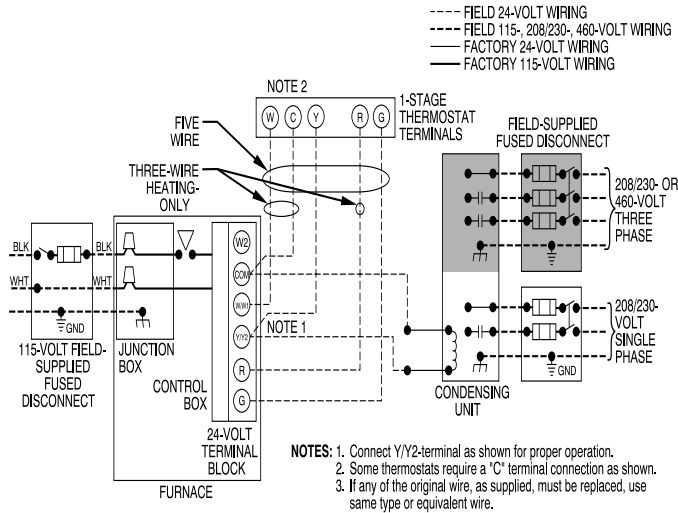 FIELD 24-VOLT WIRING
FIELD 115-, 208/230-, 460-VOLT WIRING
FACTORY 24-VOLT WIRING
FACTORY 115-VOLT WIRING
NOTE 2
1-STAGE
THERMOSTAT
TERMINALS
W C Y R G
FIVE
WIRE
THREE-WIRE
HEATING-
ONLY
FIELD-SUPPLIED
FUSED DISCONNECT
208/230- OR
460-VOLT
THREE
PHASE
BLK
BLK
WHT
WHT
GND
W2
COM
W/W1
Y/Y2
R
G
NOTE 1
208/230-
VOLT
SINGLE
PHASE
GND
115-VOLT FIELD-
SUPPLIED
FUSED
DISCONNECT
JUNCTION
BOX
CONTROL
BOX
24-VOLT
TERMINAL
BLOCK
FURNACE
CONDENSING
UNIT
NOTES: 1. Connect Y/Y2-terminal as shown for proper operation.
2. Some thermostats require a "C" terminal connection as shown.
3. If any of the original wire, as supplied, must be replaced, use
same type or equivalent wire.